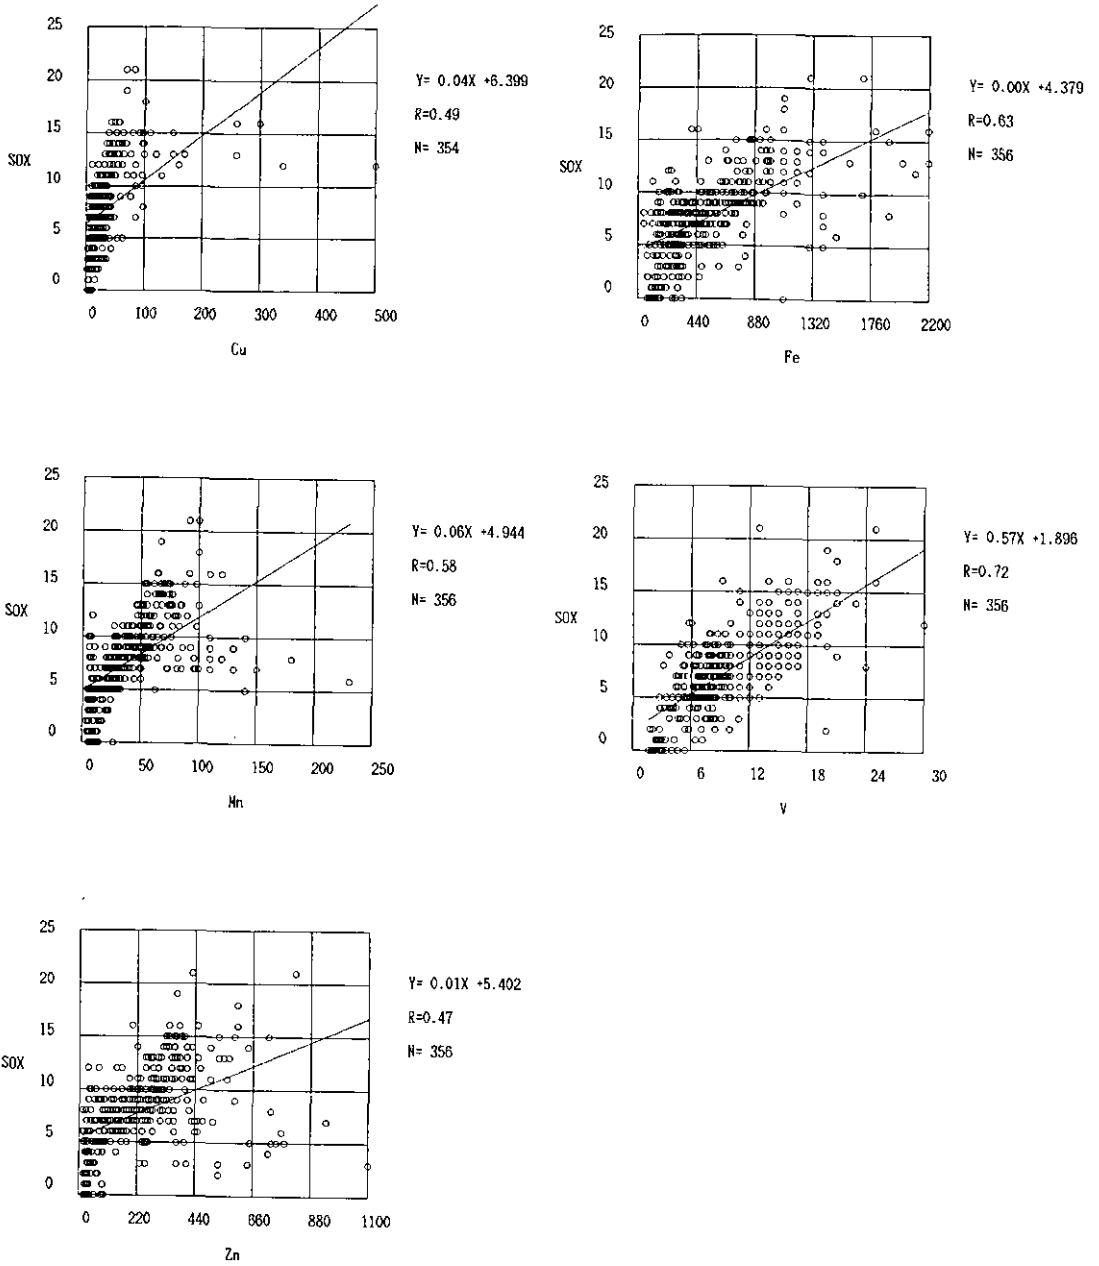 25
20
15
10
5
0
SOX
0 100 200 300 400 500
Cu
Y= 0.04X +6.399
R=0.49
N= 354
25
20
15
10
5
0
SOX
0 440 880 1320 1760 2200
Fe
Y= 0.00X +4.379
R=0.63
N= 356
25
20
15
10
5
0
SOX
0 50 100 150 200 250
Mn
Y= 0.06X +4.944
R=0.58
N= 356
25
20
15
10
5
0
SOX
0 6 12 18 24 30
V
Y= 0.57X +1.896
R=0.72
N= 356
25
20
15
10
5
0
SOX
0 220 440 660 880 1100
Zn
Y= 0.01X +5.402
R=0.47
N= 356